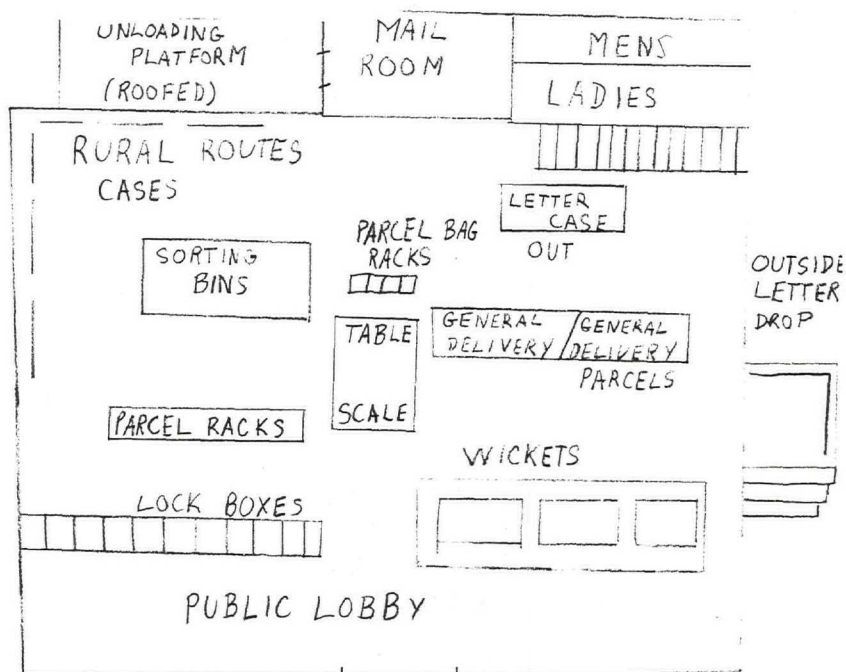 UNLOADING
PLATFORM
(ROOFED)
MAIL
ROOM
MENS
LADIES
RURAL ROUTES
CASES
LETTER
CASE
OUT
PARCEL BAG
RACKS
SORTING
BINS
OUTSIDE
LETTER
DROP
TABLE
SCALE
GENERAL
DELIVERY
GENERAL
DELIVERY
PARCELS
PARCEL RACKS
WICKETS
LOCK BOXES
PUBLIC LOBBY